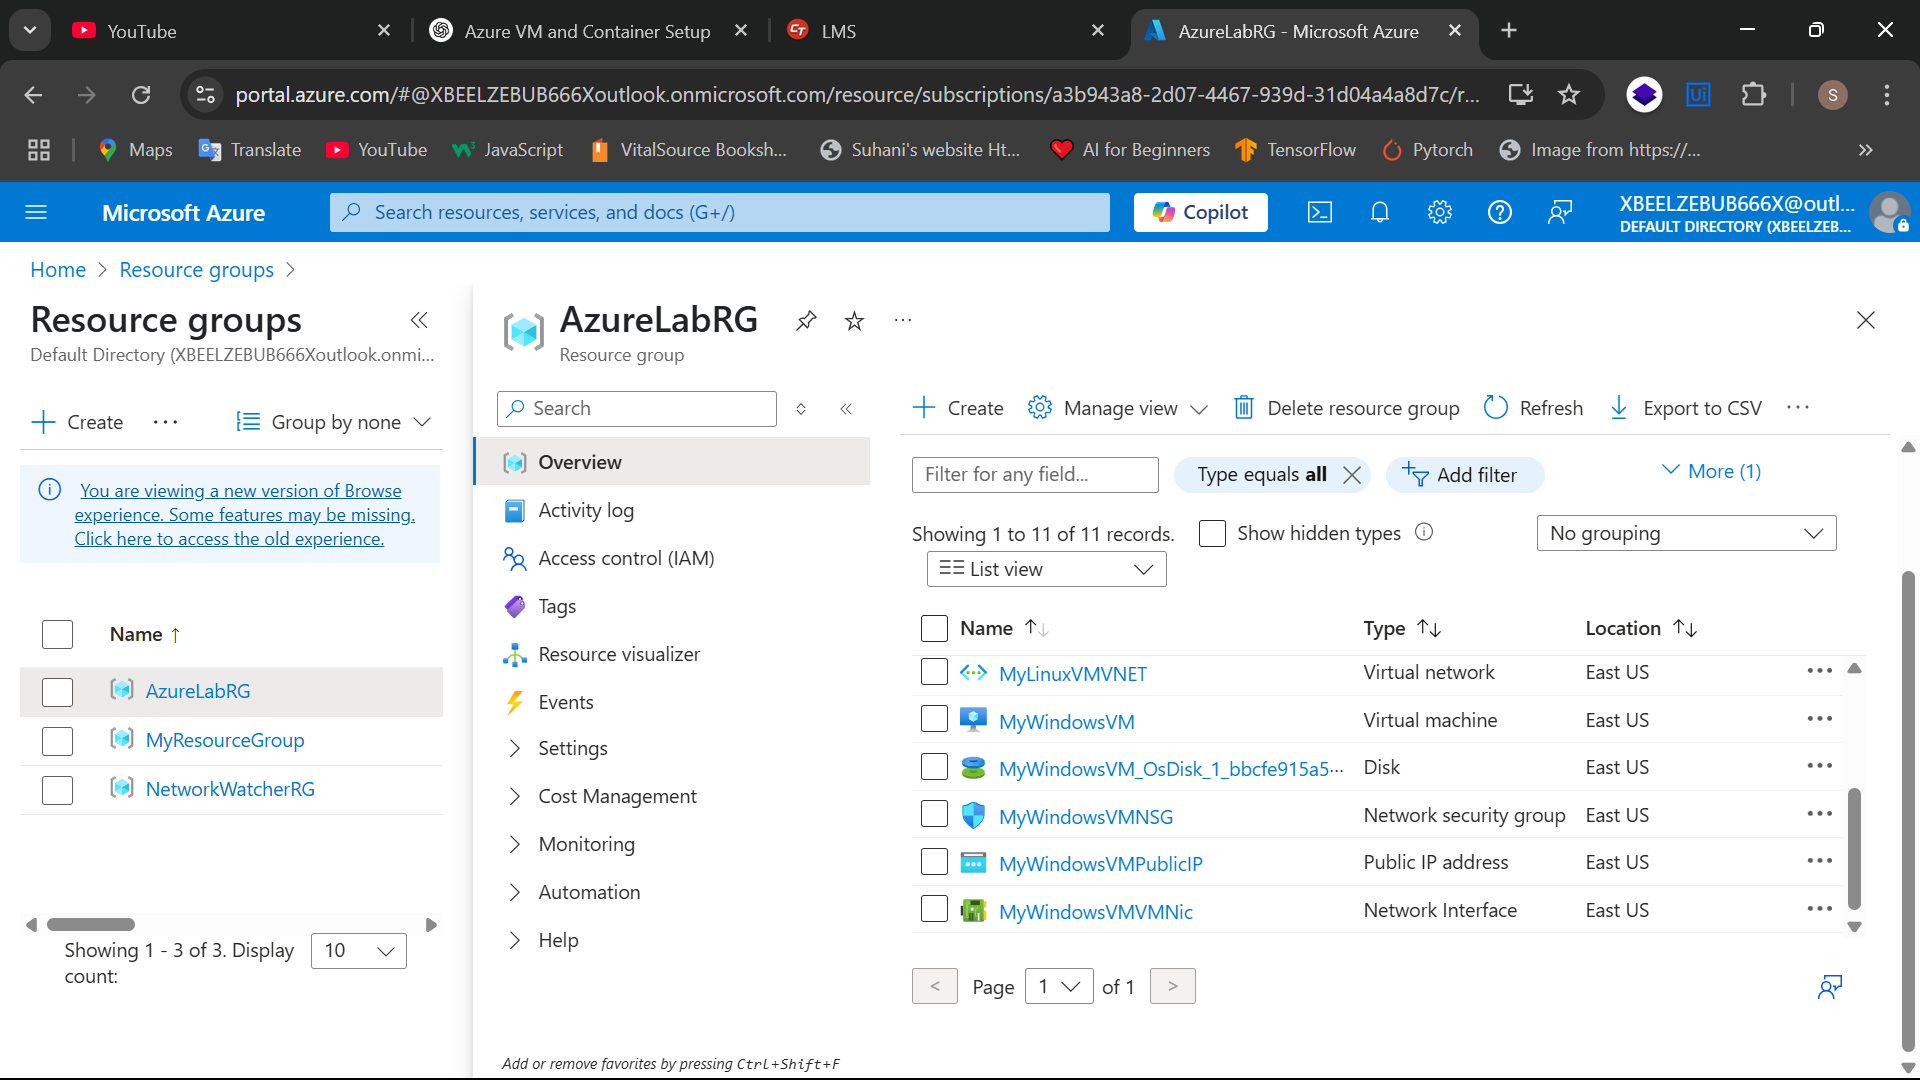 YouTube
Azure VM and Container Setup
LMS
AzureLabRG - Microsoft Azure
portal.azure.com/#@XBEELZEBUB666Xoutlook.onmicrosoft.com/resource/subscriptions/a3b943a8-2d07-4467-939d-31d04a4a8d7c/r...
Ui
S
Maps
Translate
YouTube
JavaScript
VitalSource Booksh...
Suhani's website Ht...
AI for Beginners
TensorFlow
Pytorch
Image from https://...
Microsoft Azure
Search resources, services, and docs (G+/)
Copilot
XBEELZEBUB666X@outl...
DEFAULT DIRECTORY (XBEELZEB...
Home > Resource groups >
Resource groups
Default Directory (XBEELZEBUB666Xoutlook.onmi...
Create
Group by none
You are viewing a new version of Browse
experience. Some features may be missing.
Click here to access the old experience.
Name ↑
AzureLabRG
MyResourceGroup
NetworkWatcherRG
Showing 1 - 3 of 3. Display
count:
10
AzureLabRG
Resource group
Search
Overview
Activity log
Access control (IAM)
Tags
Resource visualizer
Events
Settings
Cost Management
Monitoring
Automation
Help
Add or remove favorites by pressing Ctrl+Shift+F
Create
Manage view
Delete resource group
Refresh
Export to CSV
Filter for any field...
Type equals all
Add filter
More (1)
Showing 1 to 11 of 11 records.
Show hidden types
No grouping
List view
Name Type Location
MyLinuxVMVNET Virtual network East US
MyWindowsVM Virtual machine East US
MyWindowsVM_OsDisk_1_bbcfe915a5... Disk East US
MyWindowsVMNSG Network security group East US
MyWindowsVMPublicIP Public IP address East US
MyWindowsVMVMNic Network Interface East US
< Page 1 of 1 >